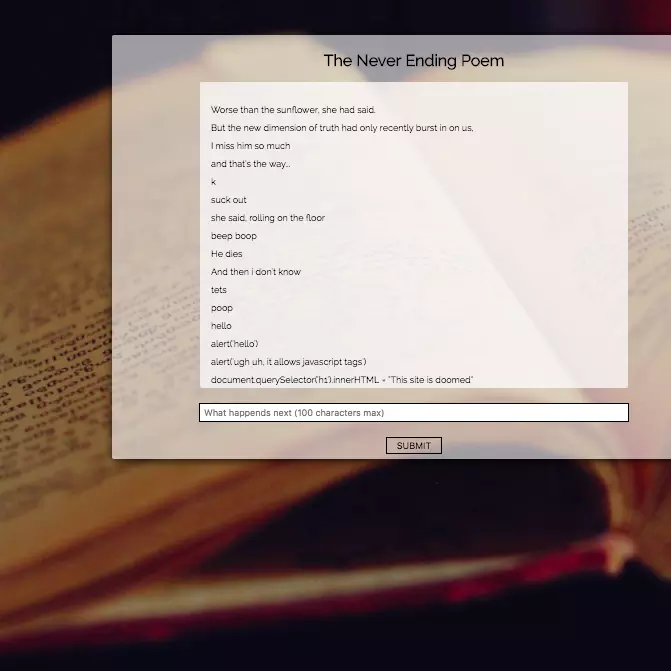 The Never Ending Poem
Worse than the sunflower, she had said.
But the new dimension of truth had only recently burst in on us.
I miss him so much
and that's the way...
k
suck out
she said, rolling on the floor
beep boop
He dies
And then i don't know
tets
poop
hello
alert('hello')
alert('ugh uh, it allows javascript tags')
document.querySelector('h1').innerHTML = "This site is doomed"
What happends next (100 characters max)
SUBMIT